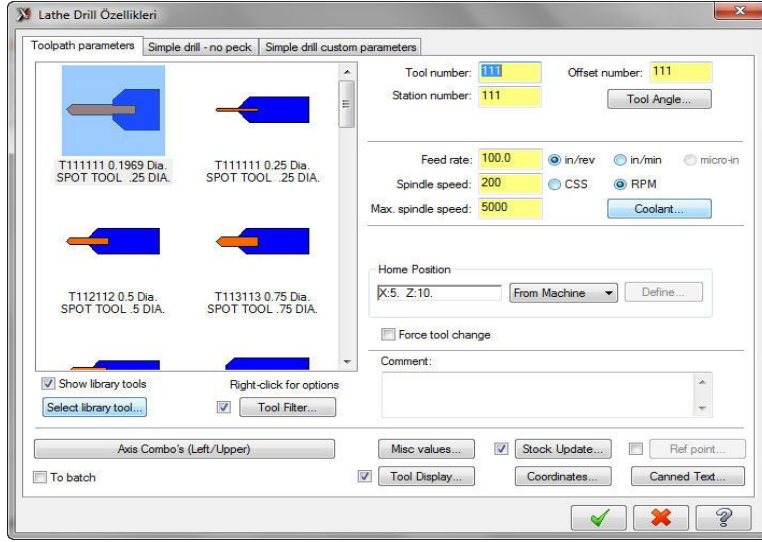 Lathe Drill Özellikleri
Toolpath parameters
Simple drill - no peck
Simple drill custom parameters
T111111 0.1969 Dia.
SPOT TOOL .25 DIA.
T111111 0.25 Dia.
SPOT TOOL .25 DIA.
T112112 0.5 Dia.
SPOT TOOL .5 DIA.
T113113 0.75 Dia.
SPOT TOOL .75 DIA.
Show library tools
Right-click for options
Select library tool...
Tool Filter...
Tool number: 111
Offset number: 111
Station number: 111
Tool Angle...
Feed rate: 100.0 in/rev in/min micro-in
Spindle speed: 200 CSS RPM
Max. spindle speed: 5000
Coolant...
Home Position
X:5. Z:10.
From Machine
Define...
Force tool change
Comment:
Axis Combo's (Left/Upper)
Misc values...
Stock Update...
Ref point...
To batch
Tool Display...
Coordinates...
Canned Text...